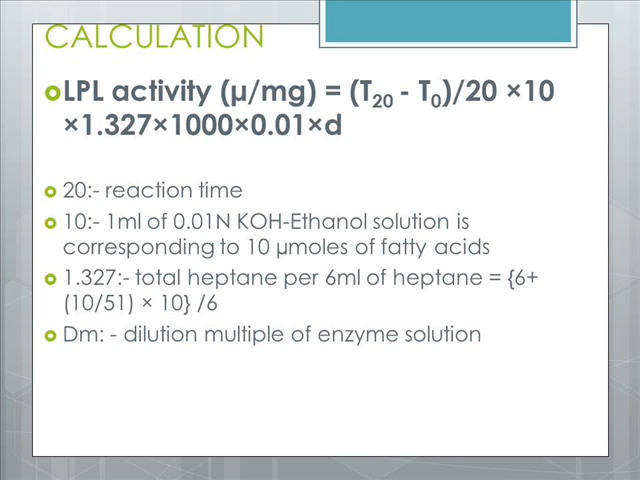 CALCULATION
LPL activity (µ/mg) = (T20 - T0)/20 ×10
×1.327×1000×0.01×d
20:- reaction time
10:- 1ml of 0.01N KOH-Ethanol solution is
corresponding to 10 µmoles of fatty acids
1.327:- total heptane per 6ml of heptane = {6+
(10/51) × 10} /6
Dm: - dilution multiple of enzyme solution